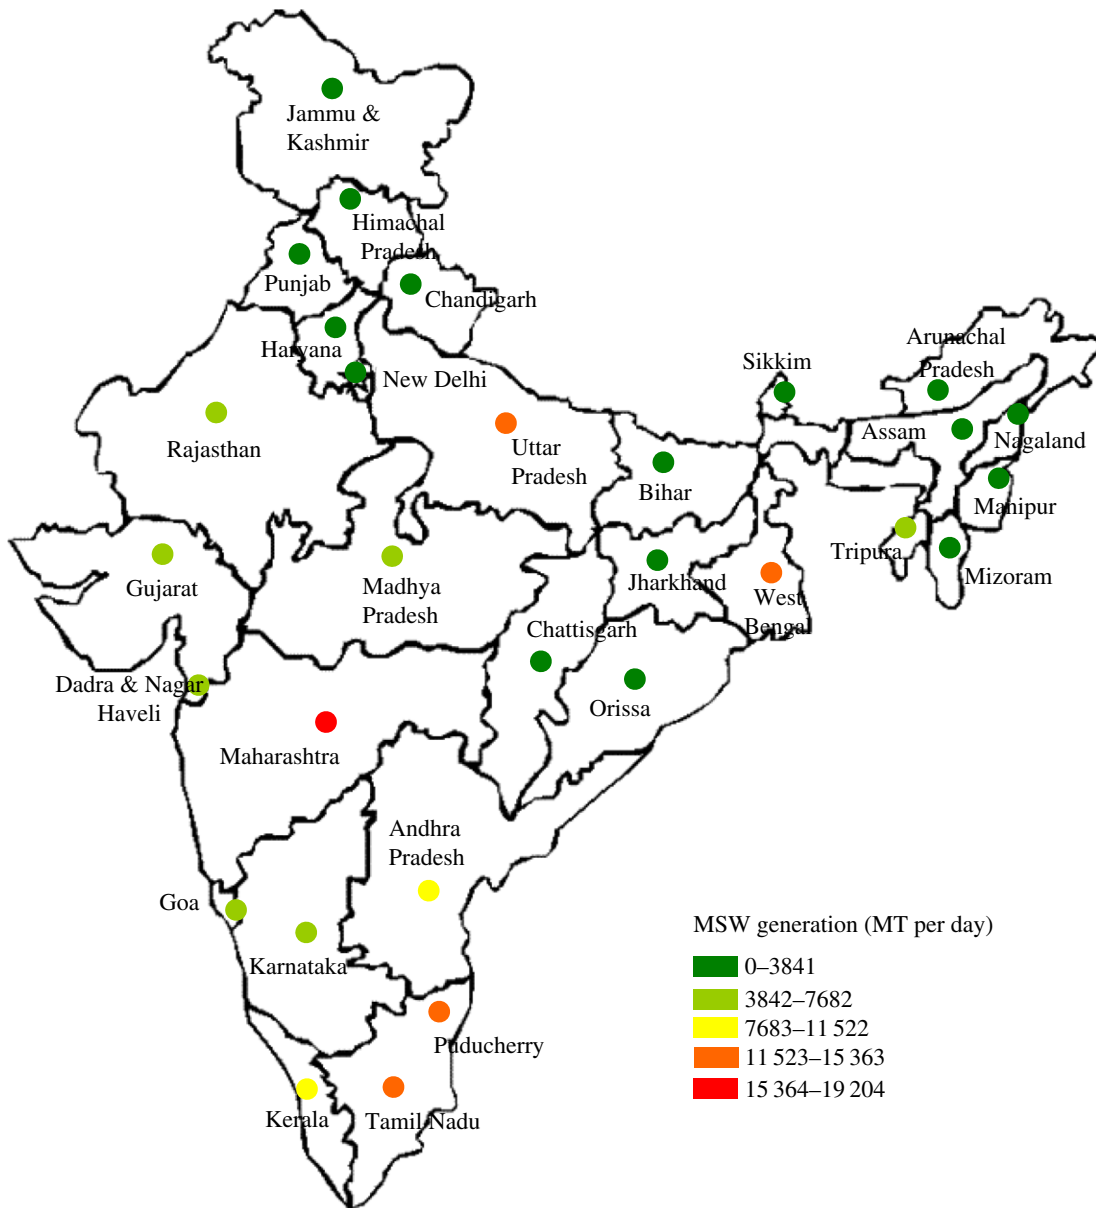 Jammu &
Kashmir
Himachal
Pradesh
Punjab
Chandigarh
Haryana
New Delhi
Arunachal
Pradesh
Sikkim
Rajasthan
Uttar
Pradesh
Assam
Nagaland
Bihar
Manipur
Gujarat
Madhya
Pradesh
Jharkhand
Tripura
Mizoram
West
Bengal
Chattisgarh
Dadra & Nagar
Haveli
Orissa
Maharashtra
Andhra
Pradesh
Goa
Karnataka
Puducherry
Kerala
Tamil Nadu
MSW generation (MT per day)
0–3841
3842–7682
7683–11 522
11 523–15 363
15 364–19 204